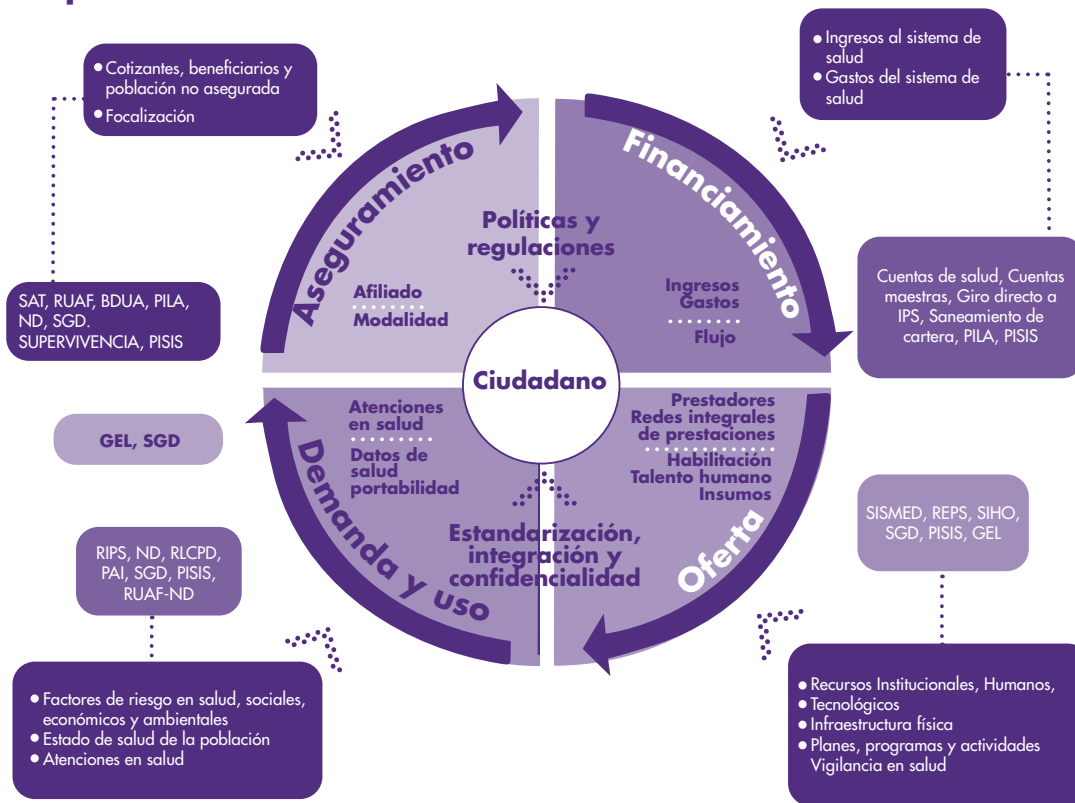 Cotizantes, beneficiarios y
población no asegurada
Focalización
Ingresos al sistema de
salud
Gastos del sistema de
salud
Aseguramiento
Financiamiento
Políticas y
regulaciones
SAT, RUAF, BDUA, PILA,
ND, SGD.
SUPERVIVENCIA, PISIS
Afiliado
Modalidad
Ingresos
Gastos
Flujo
Cuentas de salud, Cuentas
maestras, Giro directo a
IPS, Saneamiento de
cartera, PILA, PISIS
Ciudadano
GEL, SGD
Atenciones
en salud
Datos de
salud
portabilidad
Prestadores
Redes integrales
de prestaciones
Habilitación
Talento humano
Insumos
Demanda y uso
Estandarización,
integración y
confidencialidad
Oferta
SISMED, REPS, SIHO,
SGD, PISIS, GEL
RIPS, ND, RLCPD,
PAI, SGD, PISIS,
RUAF-ND
Factores de riesgo en salud, sociales,
económicos y ambientales
Estado de salud de la población
Atenciones en salud
Recursos Institucionales, Humanos,
Tecnológicos
Infraestructura física
Planes, programas y actividades
Vigilancia en salud